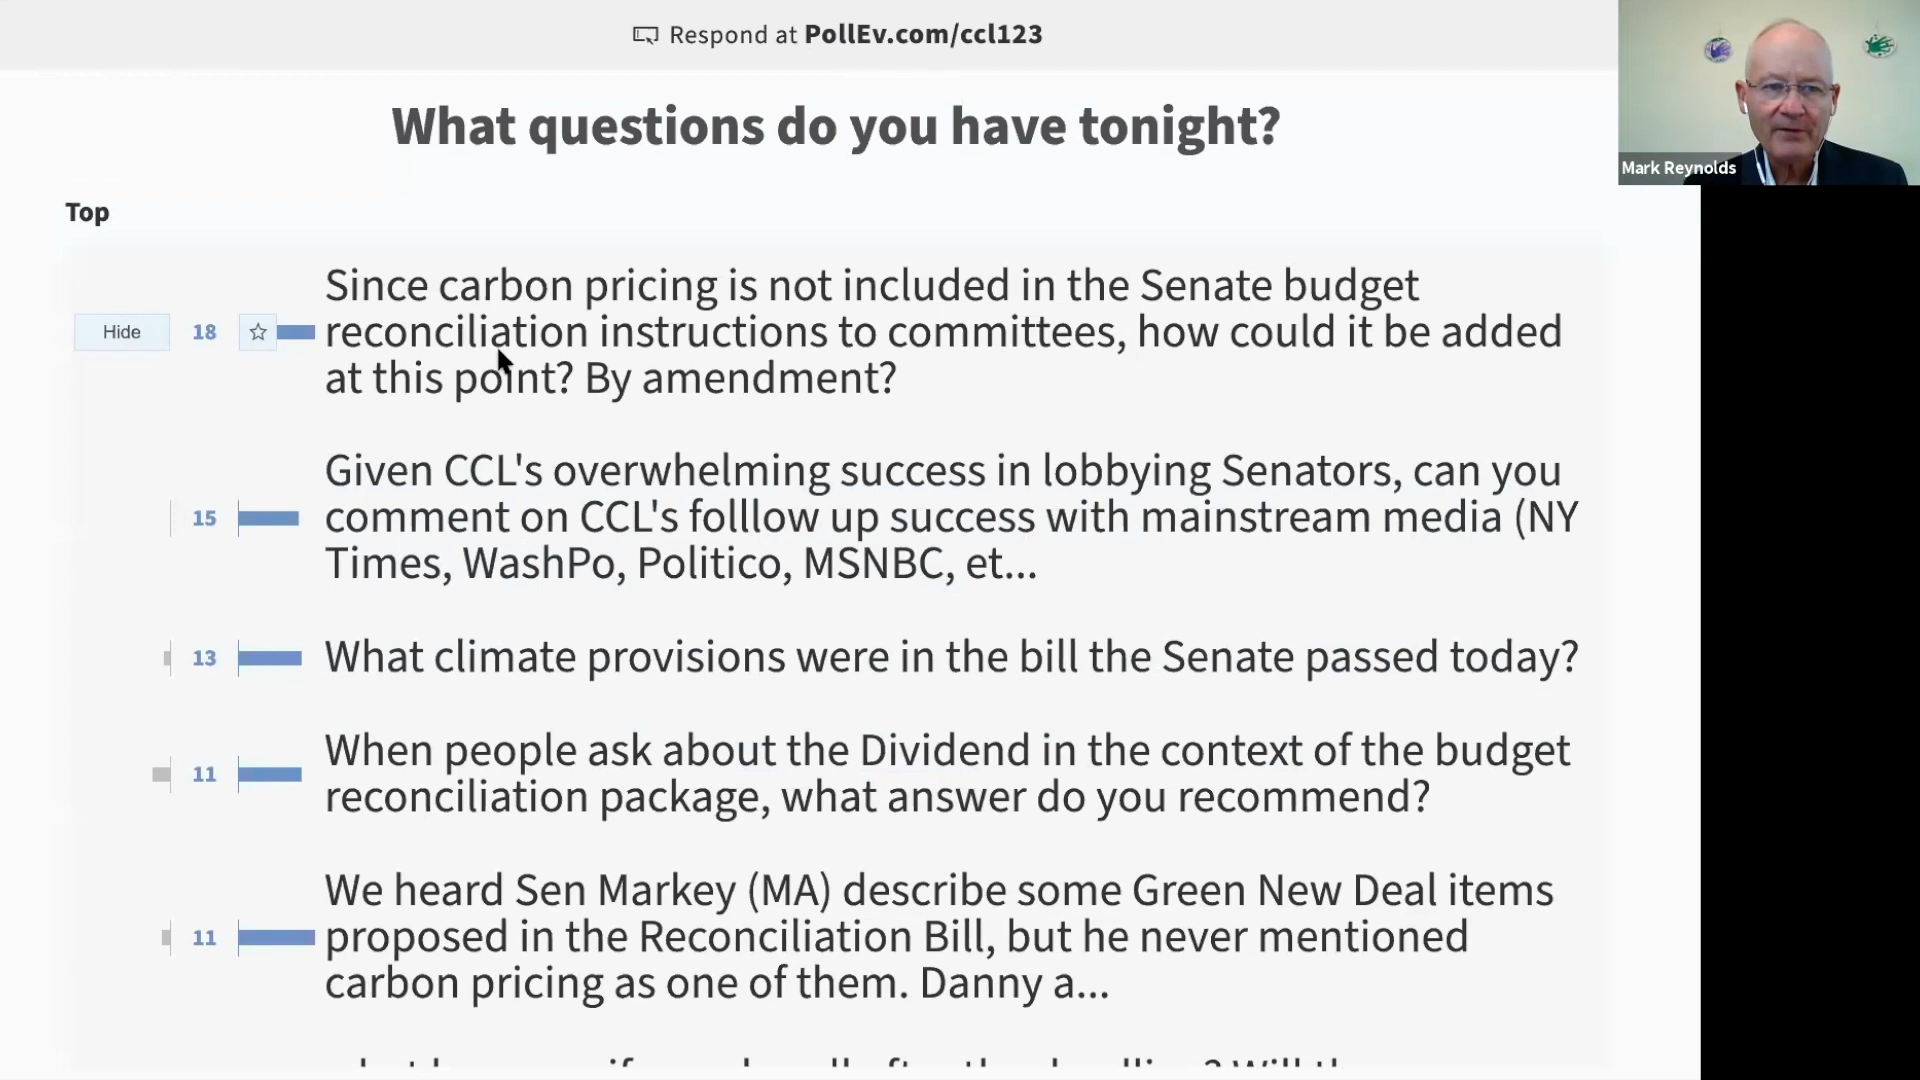 Respond at PollEv.com/ccl123
What questions do you have tonight?
Mark Reynolds
Top
Since carbon pricing is not included in the Senate budget
Hide 18 reconciliation instructions to committees, how could it be added
at this point? By amendment?
Given CCL's overwhelming success in lobbying Senators, can you
15 comment on CCL's folllow up success with mainstream media (NY
Times, WashPo, Politico, MSNBC, et...
13 What climate provisions were in the bill the Senate passed today?
When people ask about the Dividend in the context of the budget
11 reconciliation package, what answer do you recommend?
We heard Sen Markey (MA) describe some Green New Deal items
11 proposed in the Reconciliation Bill, but he never mentioned
carbon pricing as one of them. Danny a...